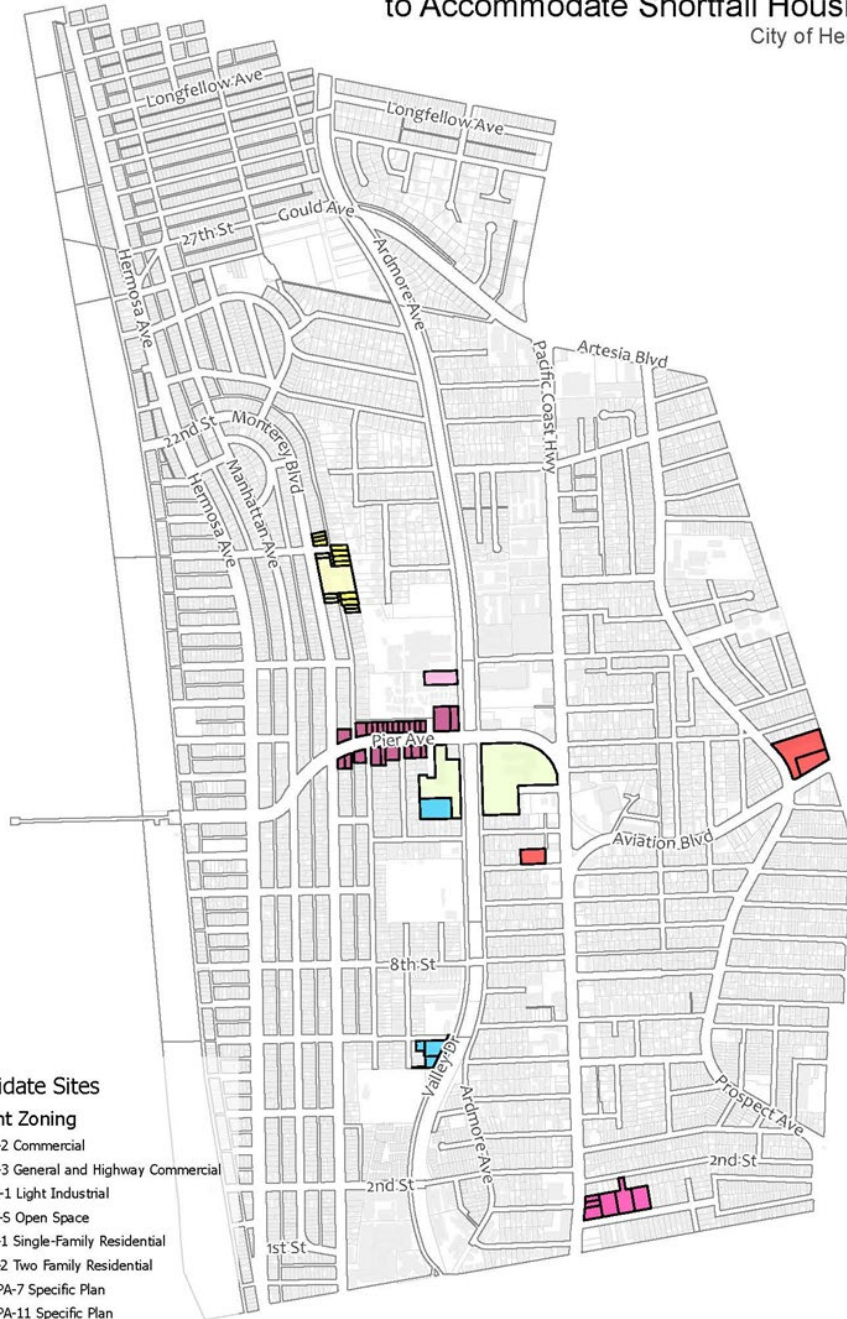 to Accommodate Shortfall Housi
City of Her
Longfellow Ave
Longfellow Ave
Gould Ave
27th St
Ardmore Ave
Hermosa Ave
Pacific Coast Hwy
Artesia Blvd
22nd St
Monterey Blvd
Manhattan Ave
Hermosa Ave
Pier Ave
Aviation Blvd
8th St
Valley Dr
Ardmore Ave
Prospect Ave
2nd St
2nd St
1st St
idate Sites
nt Zoning
-2 Commercial
-3 General and Highway Commercial
-1 Light Industrial
-S Open Space
-1 Single-Family Residential
-2 Two Family Residential
PA-7 Specific Plan
PA-11 Specific Plan